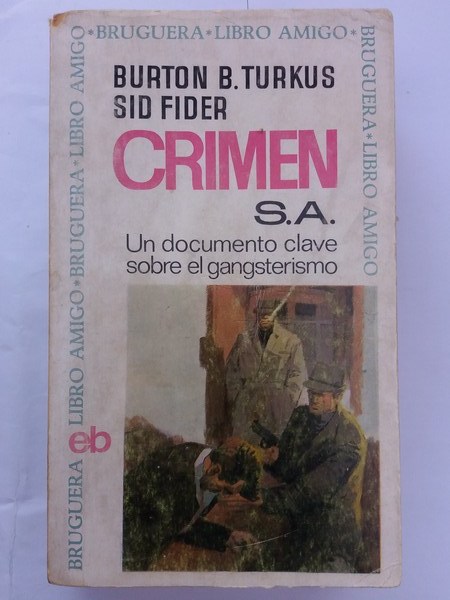 *BRUGUERA*LIBRO AMIGO*
BRUGUERA*LIBRO AMIGO
BRUGUERA*LIBRO AMIGO*BRUGUERA*LIBRO AMIGO
BURTON B. TURKUS
SID FIDER
CRIMEN
S.A.
Un documento clave
sobre el gangsterismo
eb